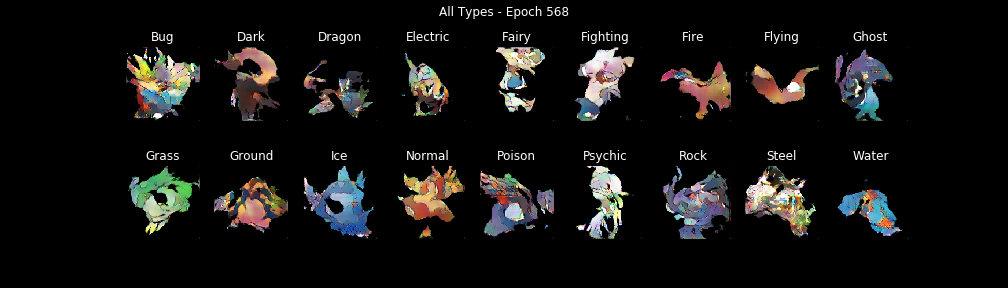 All Types - Epoch 568
Bug Dark Dragon Electric Fairy Fighting Fire Flying Ghost
Grass Ground Ice Normal Poison Psychic Rock Steel Water